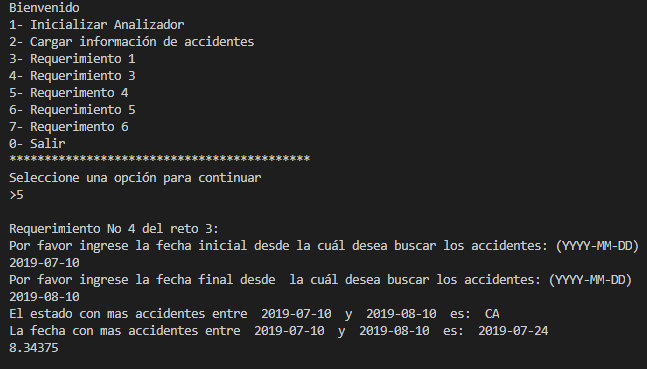 Bienvenido
1- Inicializar Analizador
2- Cargar información de accidentes
3- Requerimiento 1
4- Requerimiento 3
5- Requerimento 4
6- Requerimiento 5
7- Requerimento 6
0- Salir
*******************************************
Seleccione una opción para continuar
>5
Requerimiento No 4 del reto 3:
Por favor ingrese la fecha inicial desde la cuál desea buscar los accidentes: (YYYY-MM-DD)
2019-07-10
Por favor ingrese la fecha final desde  la cuál desea buscar los accidentes: (YYYY-MM-DD)
2019-08-10
El estado con mas accidentes entre  2019-07-10  y  2019-08-10  es:  CA
La fecha con mas accidentes entre  2019-07-10  y  2019-08-10  es:  2019-07-24
8.34375